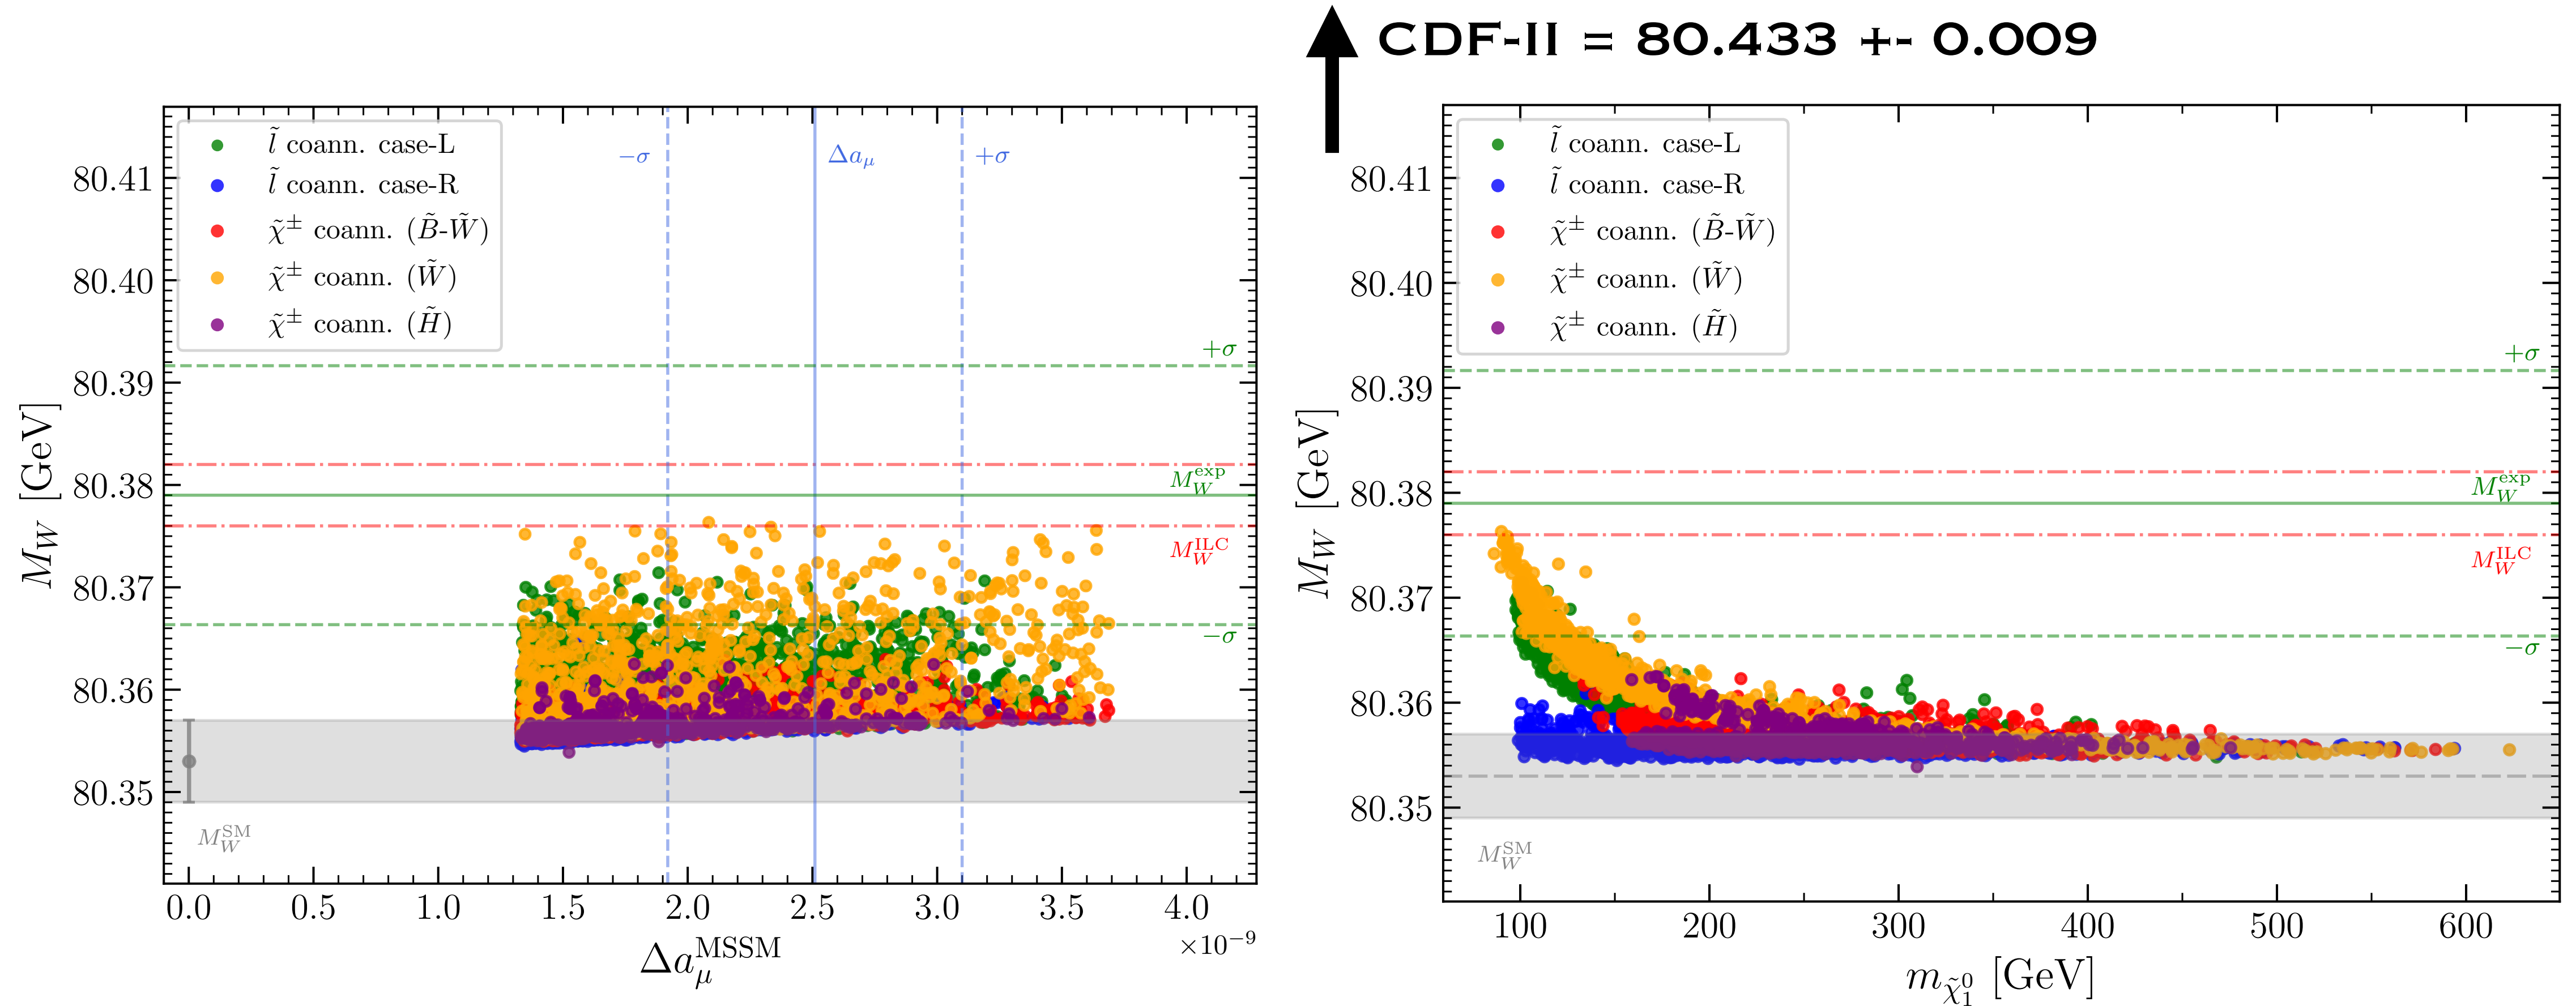 CDF-II = 80.433 +- 0.009
l̃ coann. case-L
l̃ coann. case-R
χ̃± coann. (B̃-W̃)
χ̃± coann. (W̃)
χ̃± coann. (H̃)
−σ
Δaμ
+σ
+σ
M_W^exp
M_W^ILC
−σ
M_W^SM
80.41
80.40
80.39
80.38
80.37
80.36
80.35
M_W [GeV]
0.0 0.5 1.0 1.5 2.0 2.5 3.0 3.5 4.0
×10⁻⁹
Δa_μ^MSSM
l̃ coann. case-L
l̃ coann. case-R
χ̃± coann. (B̃-W̃)
χ̃± coann. (W̃)
χ̃± coann. (H̃)
+σ
M_W^exp
M_W^ILC
−σ
M_W^SM
80.41
80.40
80.39
80.38
80.37
80.36
80.35
M_W [GeV]
100 200 300 400 500 600
m_χ̃₁⁰ [GeV]